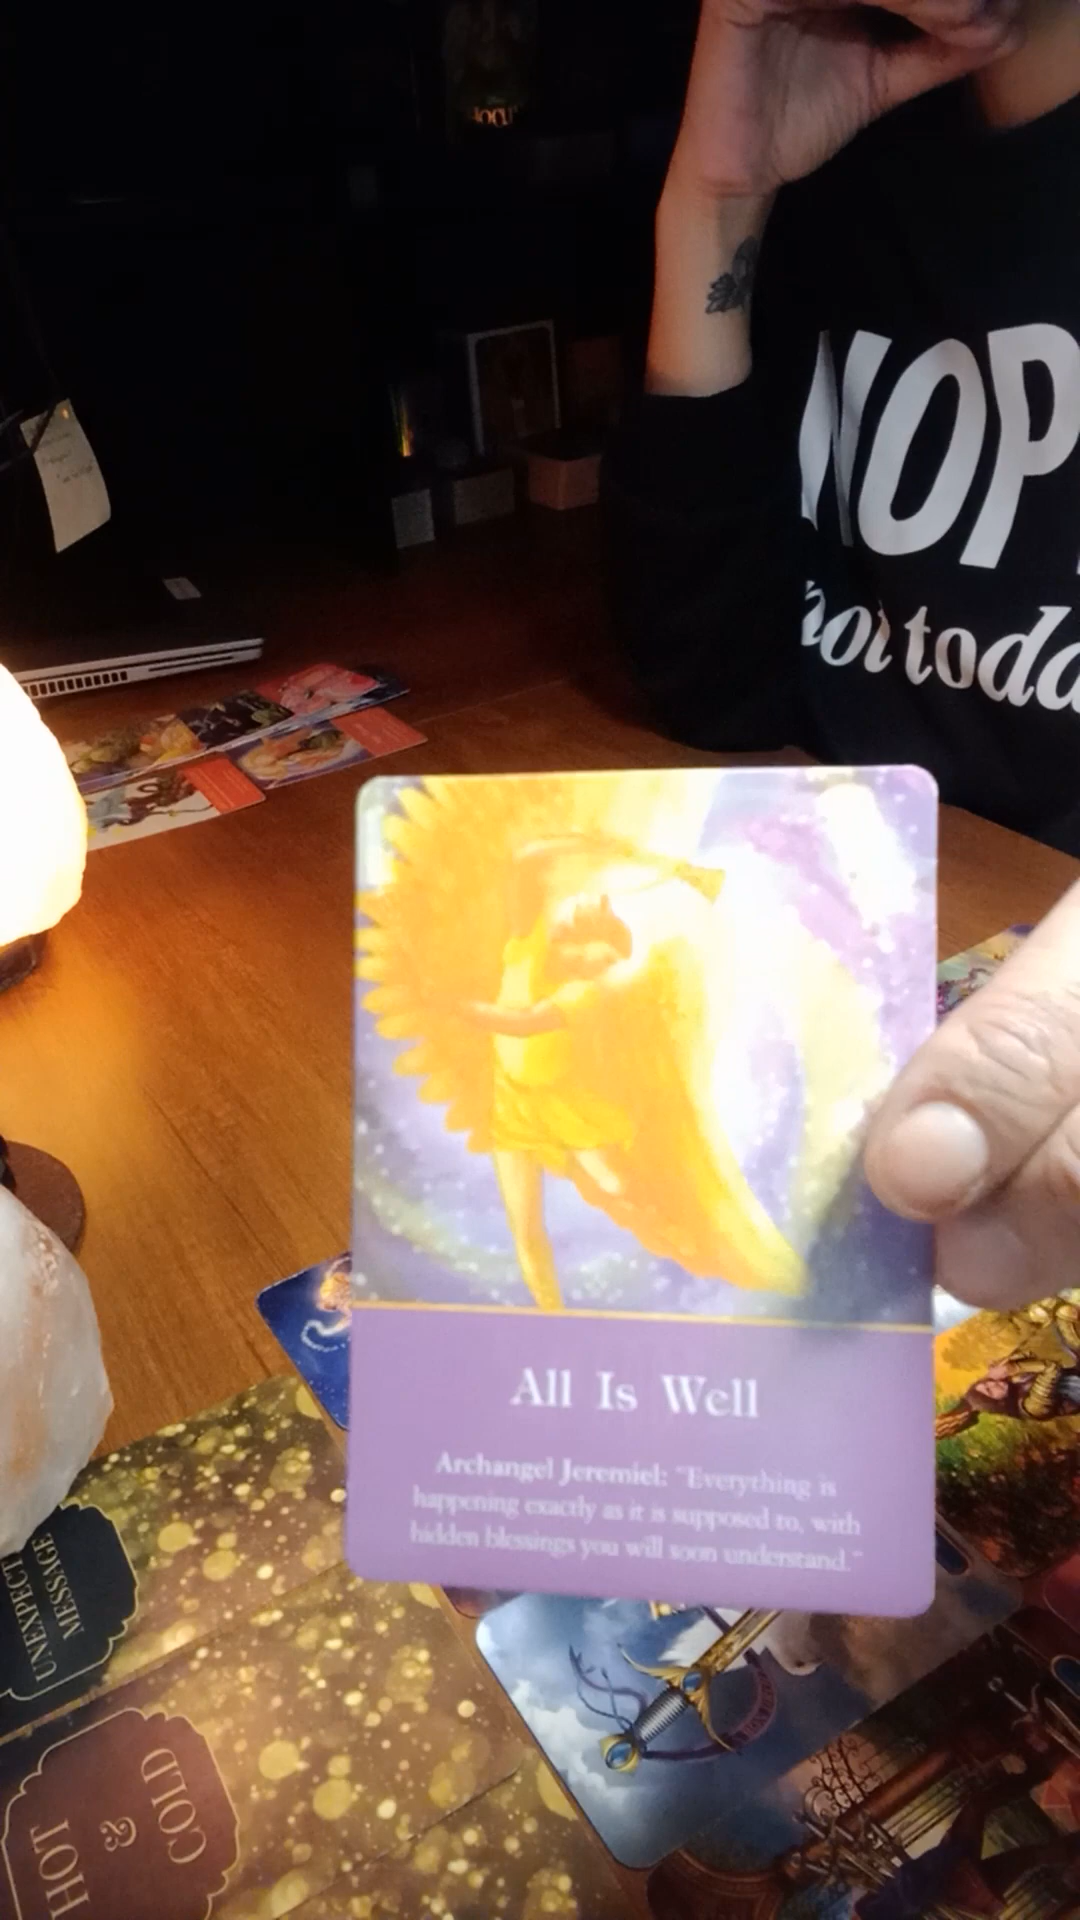 NOP
not toda
All Is Well
Archangel Jeremiel: "Everything is
happening exactly as it is supposed to, with
hidden blessings you will soon understand."
UNEXPECT
MESSAGE
HOT
&
COLD